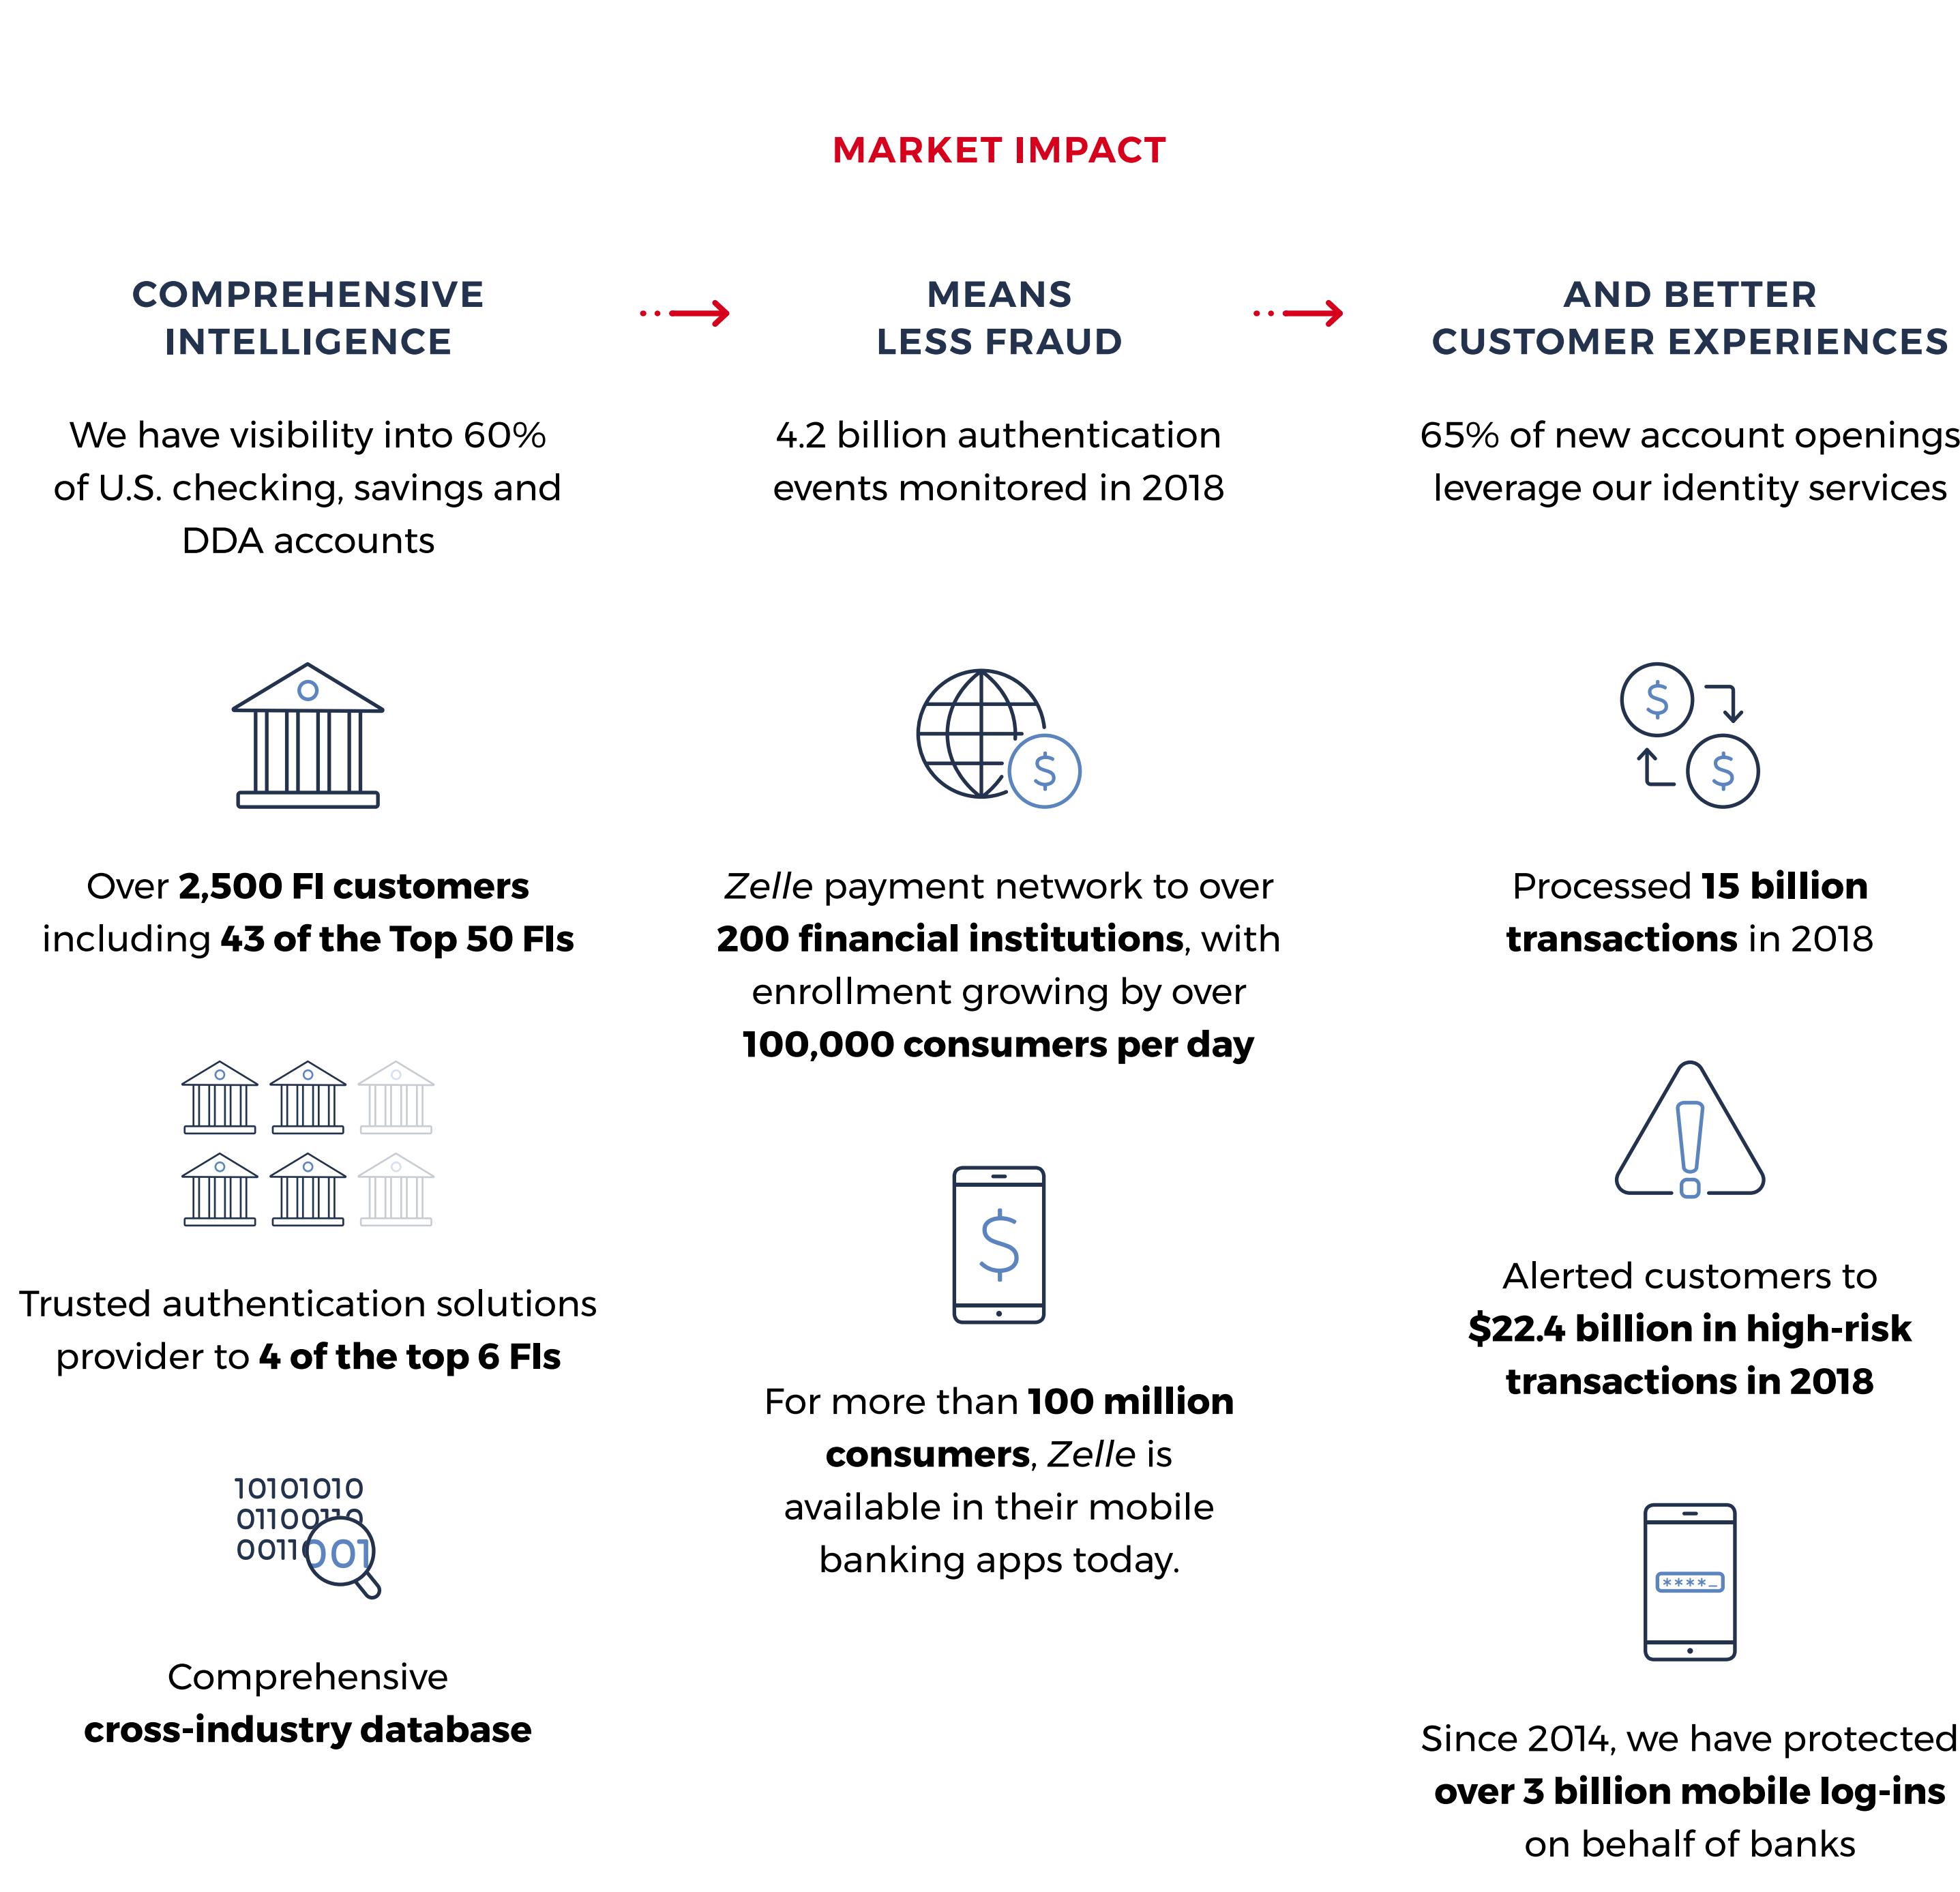 MARKET IMPACT
COMPREHENSIVE
INTELLIGENCE
We have visibility into 60%
of U.S. checking, savings and
DDA accounts
Over 2,500 FI customers
including 43 of the Top 50 FIs
Trusted authentication solutions
provider to 4 of the top 6 FIs
10101010
01100110
0011001
Comprehensive
cross-industry database
MEANS
LESS FRAUD
4.2 billion authentication
events monitored in 2018
$
Zelle payment network to over
200 financial institutions, with
enrollment growing by over
100,000 consumers per day
$
For more than 100 million
consumers, Zelle is
available in their mobile
banking apps today.
AND BETTER
CUSTOMER EXPERIENCES
65% of new account openings
leverage our identity services
$
$
Processed 15 billion
transactions in 2018
!
Alerted customers to
$22.4 billion in high-risk
transactions in 2018
****_
Since 2014, we have protected
over 3 billion mobile log-ins
on behalf of banks